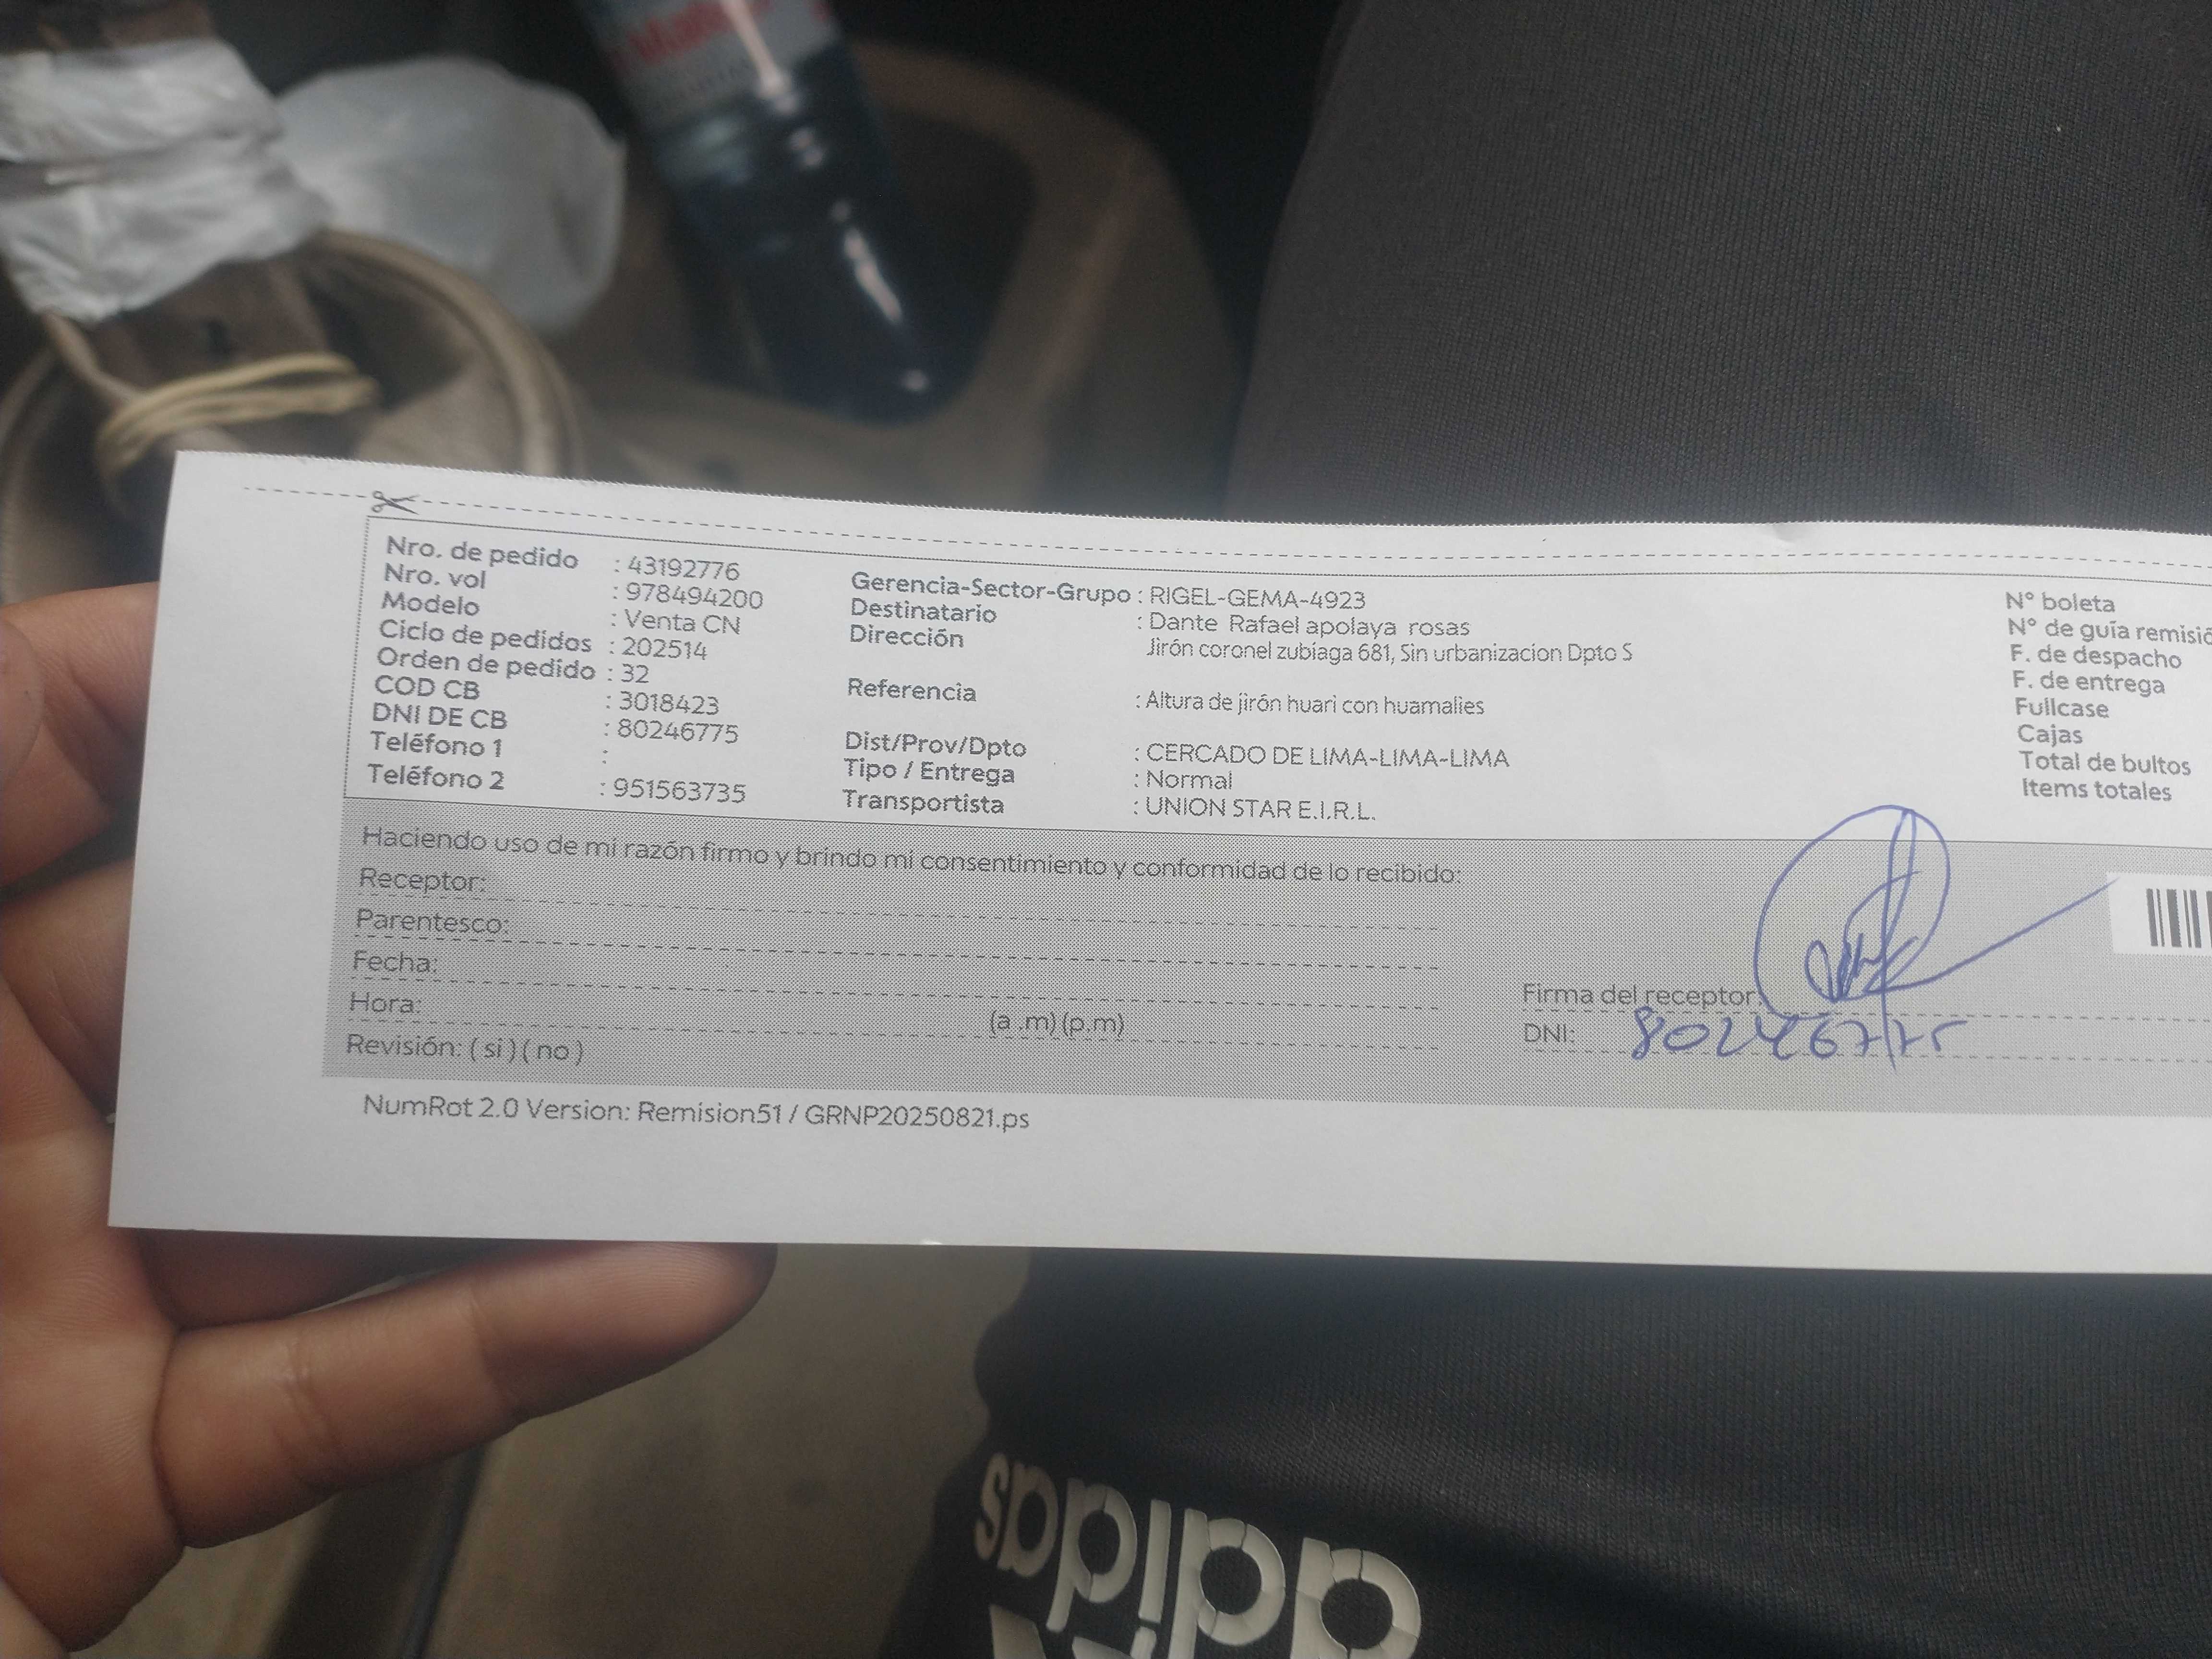 Nro. de pedido : 43192776
Nro. vol : 978494200
Modelo : Venta CN
Ciclo de pedidos : 202514
Orden de pedido : 32
COD CB : 3018423
DNI DE CB : 80246775
Teléfono 1 :
Teléfono 2 : 951563735
Gerencia-Sector-Grupo : RIGEL-GEMA-4923
Destinatario : Dante Rafael apolaya rosas
Dirección Jirón coronel zubiaga 681, Sin urbanizacion Dpto S
Referencia : Altura de jirón huari con huamalies
Dist/Prov/Dpto : CERCADO DE LIMA-LIMA-LIMA
Tipo / Entrega : Normal
Transportista : UNION STAR E.I.R.L.
N° boleta
N° de guía remisió
F. de despacho
F. de entrega
Fullcase
Cajas
Total de bultos
Items totales
Haciendo uso de mi razón firmo y brindo mi consentimiento y conformidad de lo recibido:
Receptor:
Parentesco:
Fecha:
Hora: (a .m) (p.m)
Revisión: ( si ) ( no )
Firma del receptor:
DNI: 80246775
NumRot 2.0 Version: Remision51 / GRNP20250821.ps
adidas